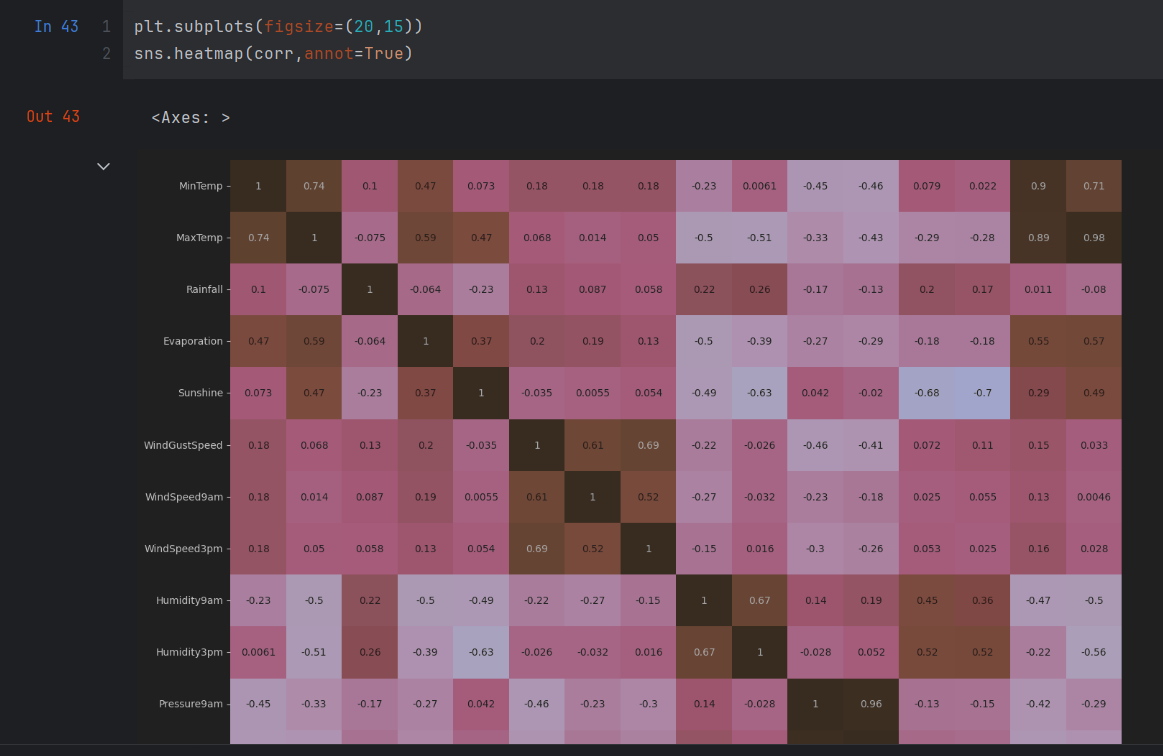 In 43 1 plt.subplots(figsize=(20,15))
2 sns.heatmap(corr,annot=True)
Out 43 <Axes: >
MinTemp 1 0.74 0.1 0.47 0.073 0.18 0.18 0.18 -0.23 0.0061 -0.45 -0.46 0.079 0.022 0.9 0.71
MaxTemp 0.74 1 -0.075 0.59 0.47 0.068 0.014 0.05 -0.5 -0.51 -0.33 -0.43 -0.29 -0.28 0.89 0.98
Rainfall 0.1 -0.075 1 -0.064 -0.23 0.13 0.087 0.058 0.22 0.26 -0.17 -0.13 0.2 0.17 0.011 -0.08
Evaporation 0.47 0.59 -0.064 1 0.37 0.2 0.19 0.13 -0.5 -0.39 -0.27 -0.29 -0.18 -0.18 0.55 0.57
Sunshine 0.073 0.47 -0.23 0.37 1 -0.035 0.0055 0.054 -0.49 -0.63 0.042 -0.02 -0.68 -0.7 0.29 0.49
WindGustSpeed 0.18 0.068 0.13 0.2 -0.035 1 0.61 0.69 -0.22 -0.026 -0.46 -0.41 0.072 0.11 0.15 0.033
WindSpeed9am 0.18 0.014 0.087 0.19 0.0055 0.61 1 0.52 -0.27 -0.032 -0.23 -0.18 0.025 0.055 0.13 0.0046
WindSpeed3pm 0.18 0.05 0.058 0.13 0.054 0.69 0.52 1 -0.15 0.016 -0.3 -0.26 0.053 0.025 0.16 0.028
Humidity9am -0.23 -0.5 0.22 -0.5 -0.49 -0.22 -0.27 -0.15 1 0.67 0.14 0.19 0.45 0.36 -0.47 -0.5
Humidity3pm 0.0061 -0.51 0.26 -0.39 -0.63 -0.026 -0.032 0.016 0.67 1 -0.028 0.052 0.52 0.52 -0.22 -0.56
Pressure9am -0.45 -0.33 -0.17 -0.27 0.042 -0.46 -0.23 -0.3 0.14 -0.028 1 0.96 -0.13 -0.15 -0.42 -0.29